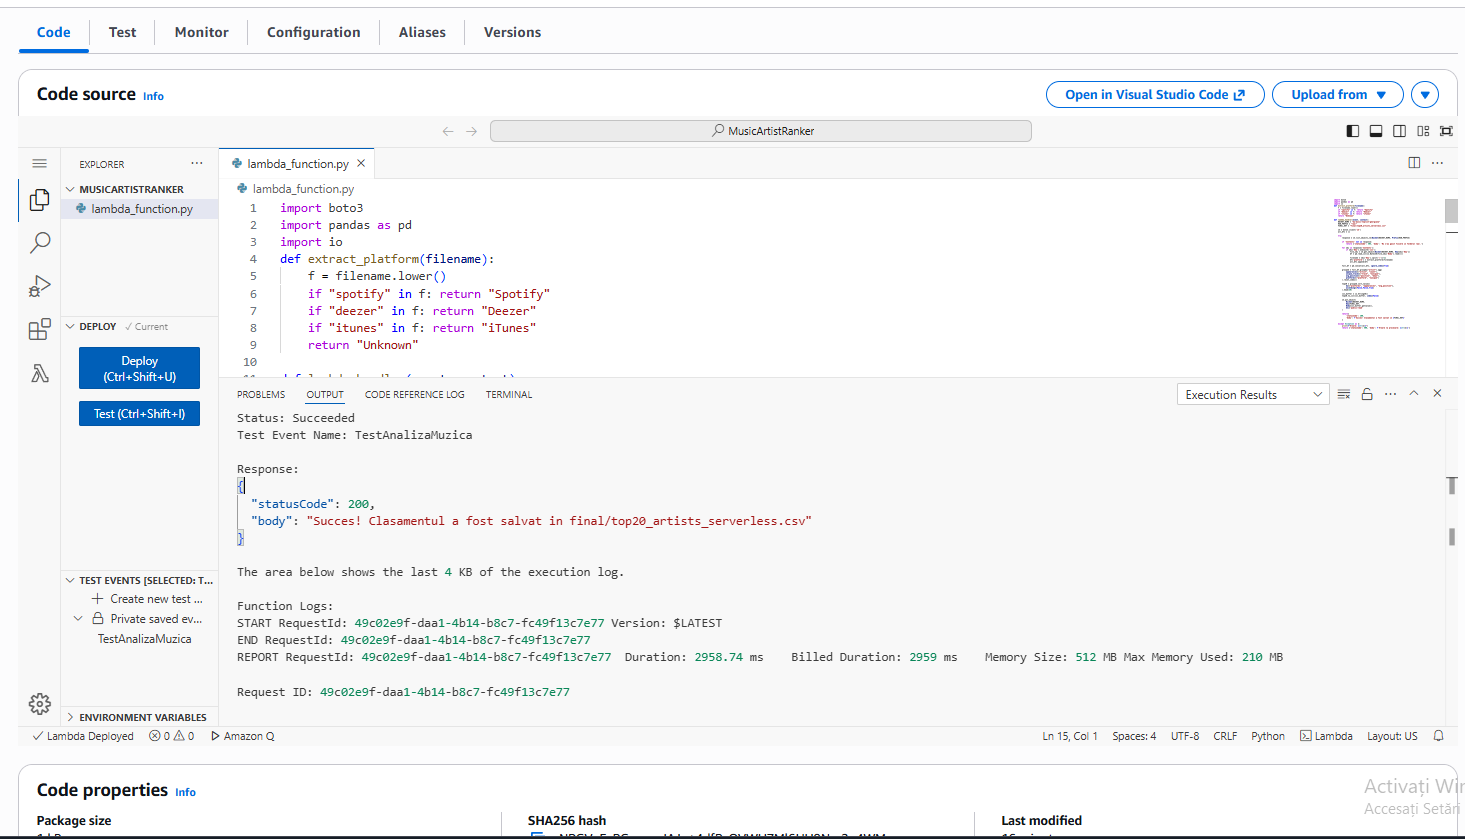 Code Test Monitor Configuration Aliases Versions
Code source Info
Open in Visual Studio Code Upload from
MusicArtistRanker
EXPLORER
MUSICARTISTRANKER
lambda_function.py
DEPLOY Current
Deploy
(Ctrl+Shift+U)
Test (Ctrl+Shift+I)
TEST EVENTS [SELECTED: T...
Create new test ...
Private saved ev...
TestAnalizaMuzica
ENVIRONMENT VARIABLES
lambda_function.py
lambda_function.py
1 import boto3
2 import pandas as pd
3 import io
4 def extract_platform(filename):
5 f = filename.lower()
6 if "spotify" in f: return "Spotify"
7 if "deezer" in f: return "Deezer"
8 if "itunes" in f: return "iTunes"
9 return "Unknown"
10
PROBLEMS OUTPUT CODE REFERENCE LOG TERMINAL
Execution Results
Status: Succeeded
Test Event Name: TestAnalizaMuzica
Response:
{
"statusCode": 200,
"body": "Succes! Clasamentul a fost salvat in final/top20_artists_serverless.csv"
}
The area below shows the last 4 KB of the execution log.
Function Logs:
START RequestId: 49c02e9f-daa1-4b14-b8c7-fc49f13c7e77 Version: $LATEST
END RequestId: 49c02e9f-daa1-4b14-b8c7-fc49f13c7e77
REPORT RequestId: 49c02e9f-daa1-4b14-b8c7-fc49f13c7e77 Duration: 2958.74 ms Billed Duration: 2959 ms Memory Size: 512 MB Max Memory Used: 210 MB
Request ID: 49c02e9f-daa1-4b14-b8c7-fc49f13c7e77
Lambda Deployed 0 0 Amazon Q
Ln 15, Col 1 Spaces: 4 UTF-8 CRLF Python Lambda Layout: US
Code properties Info
Package size
SHA256 hash
Last modified
Activați Win
Accesați Setări